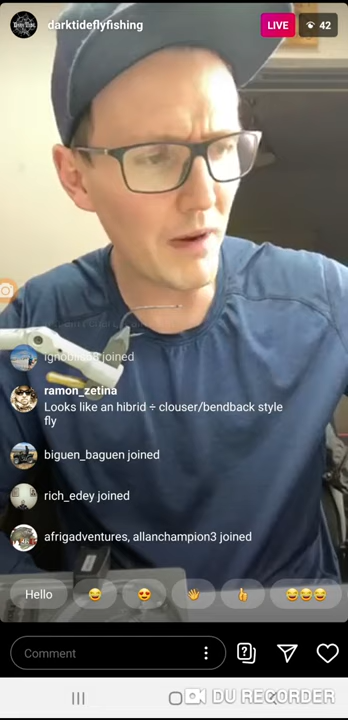 darktideflyfishing
LIVE
42
joined
ramon_zetina
Looks like an hibrid ÷ clouser/bendback style
fly
biguen_baguen joined
rich_edey joined
afrigadventures, allanchampion3 joined
Hello
Comment
DU RECORDER